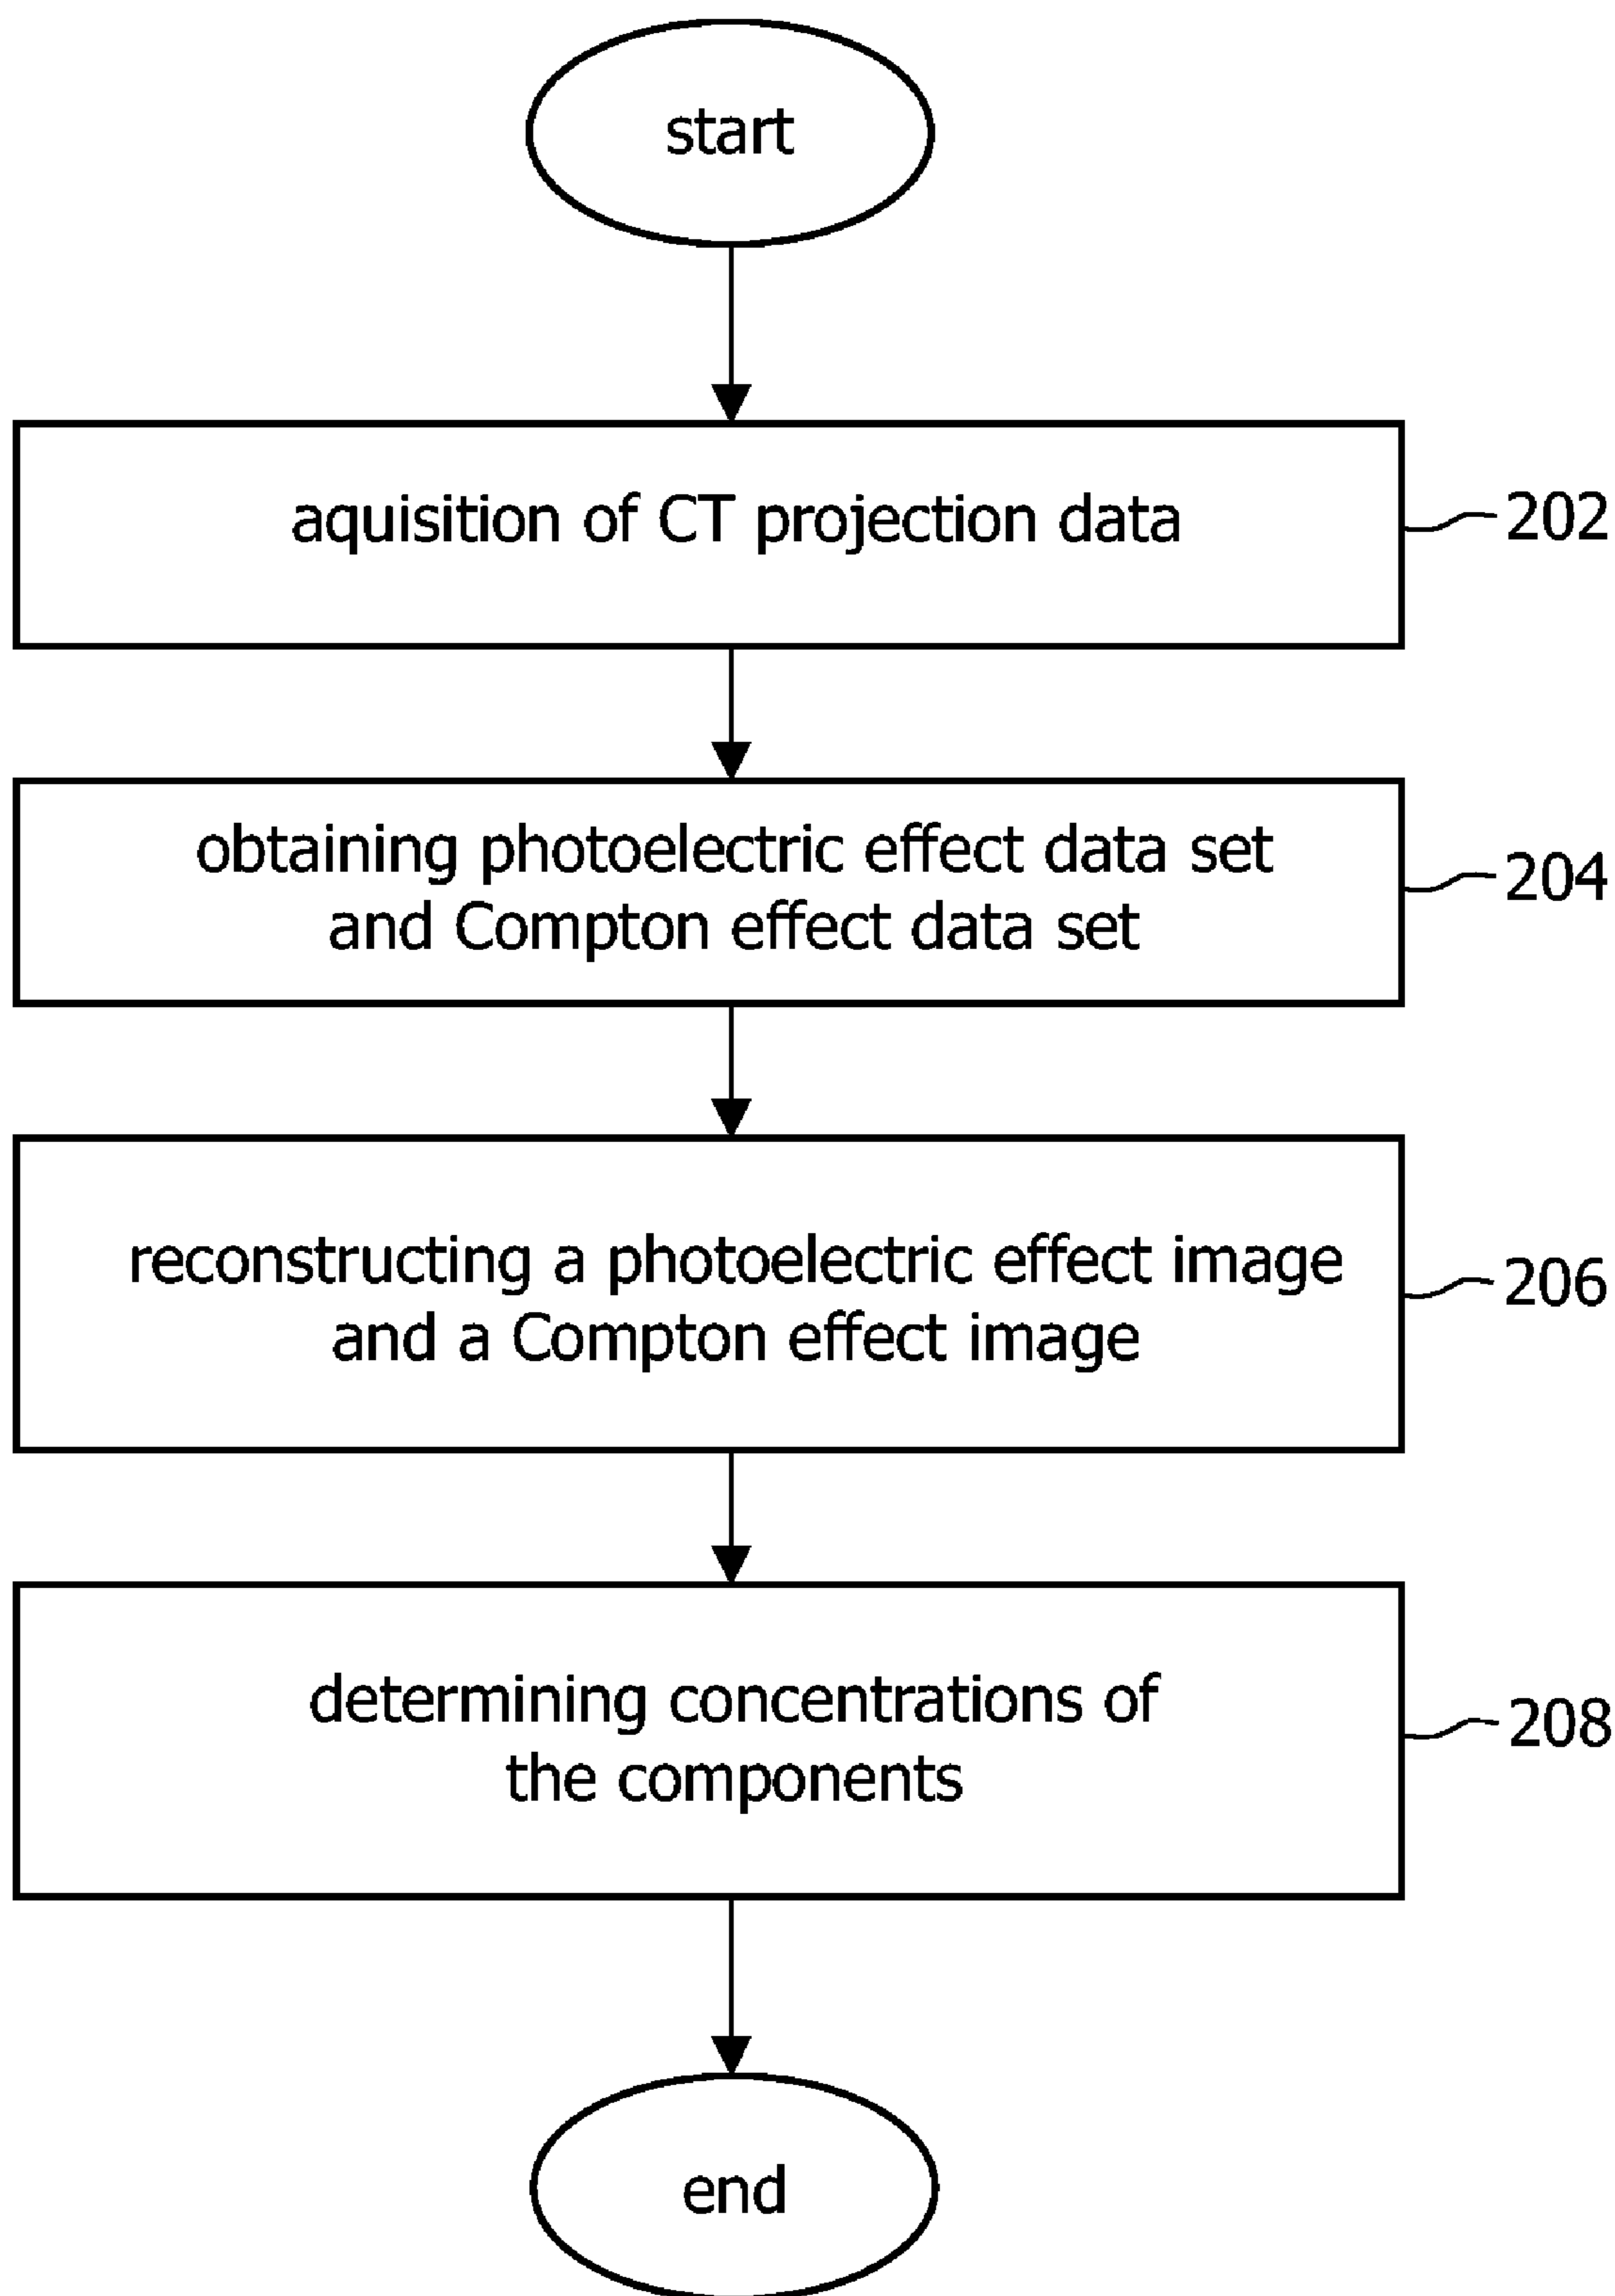 start
aquisition of CT projection data
202
obtaining photoelectric effect data set
and Compton effect data set
204
reconstructing a photoelectric effect image
and a Compton effect image
206
determining concentrations of
the components
208
end